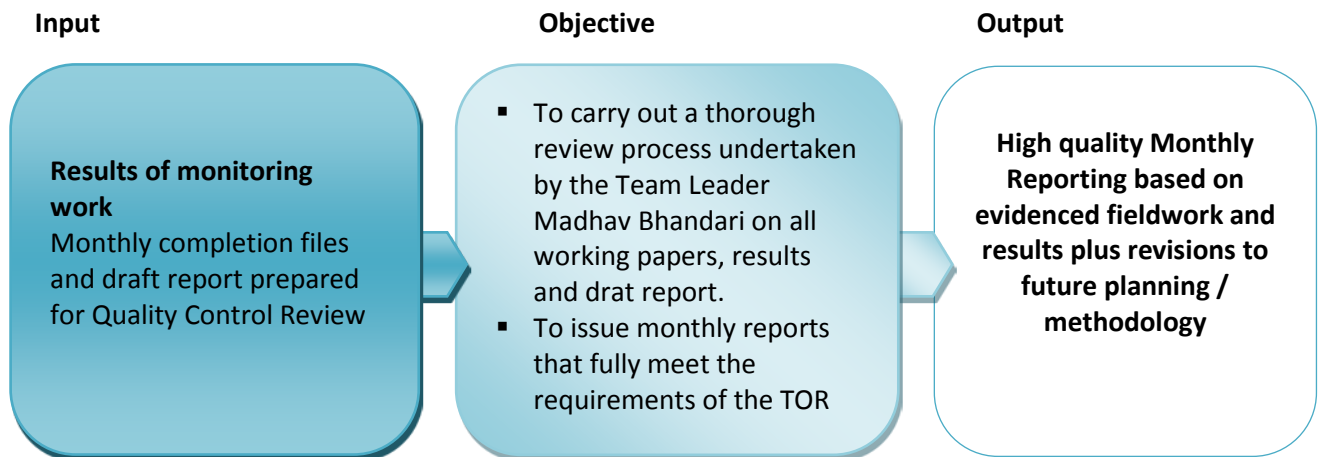 Input
Objective
Output
Results of monitoring
work
Monthly completion files
and draft report prepared
for Quality Control Review
▪ To carry out a thorough
review process undertaken
by the Team Leader
Madhav Bhandari on all
working papers, results
and drat report.
▪ To issue monthly reports
that fully meet the
requirements of the TOR
High quality Monthly
Reporting based on
evidenced fieldwork and
results plus revisions to
future planning /
methodology